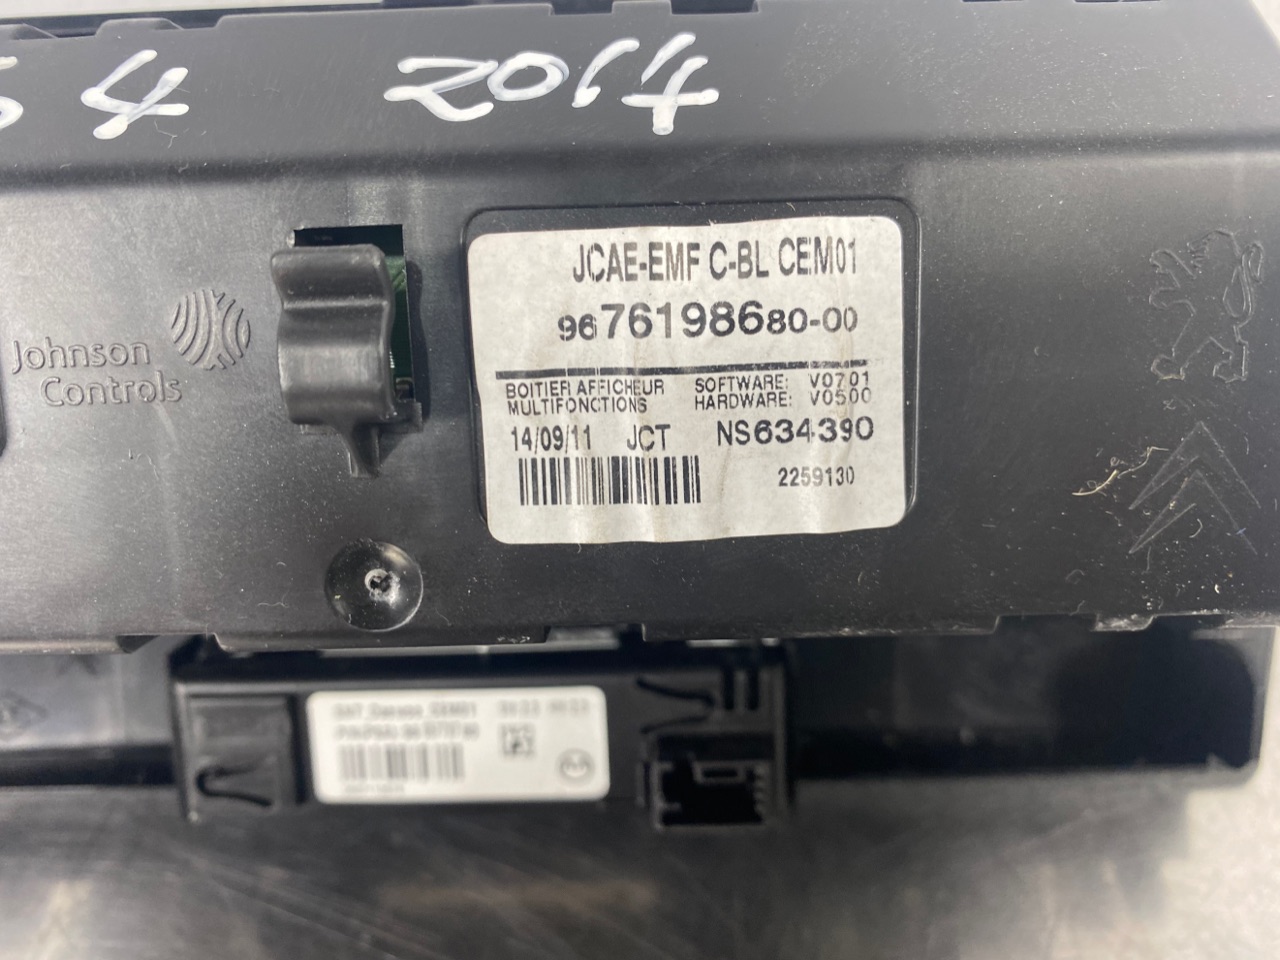 4 2014
Johnson
Controls
JCAE-EMF C-BL CEM01
9676198680-00
BOITIER AFFICHEUR
MULTIFONCTIONS
SOFTWARE: V0701
HARDWARE: V0500
14/09/11 JCT NS634390
2259130